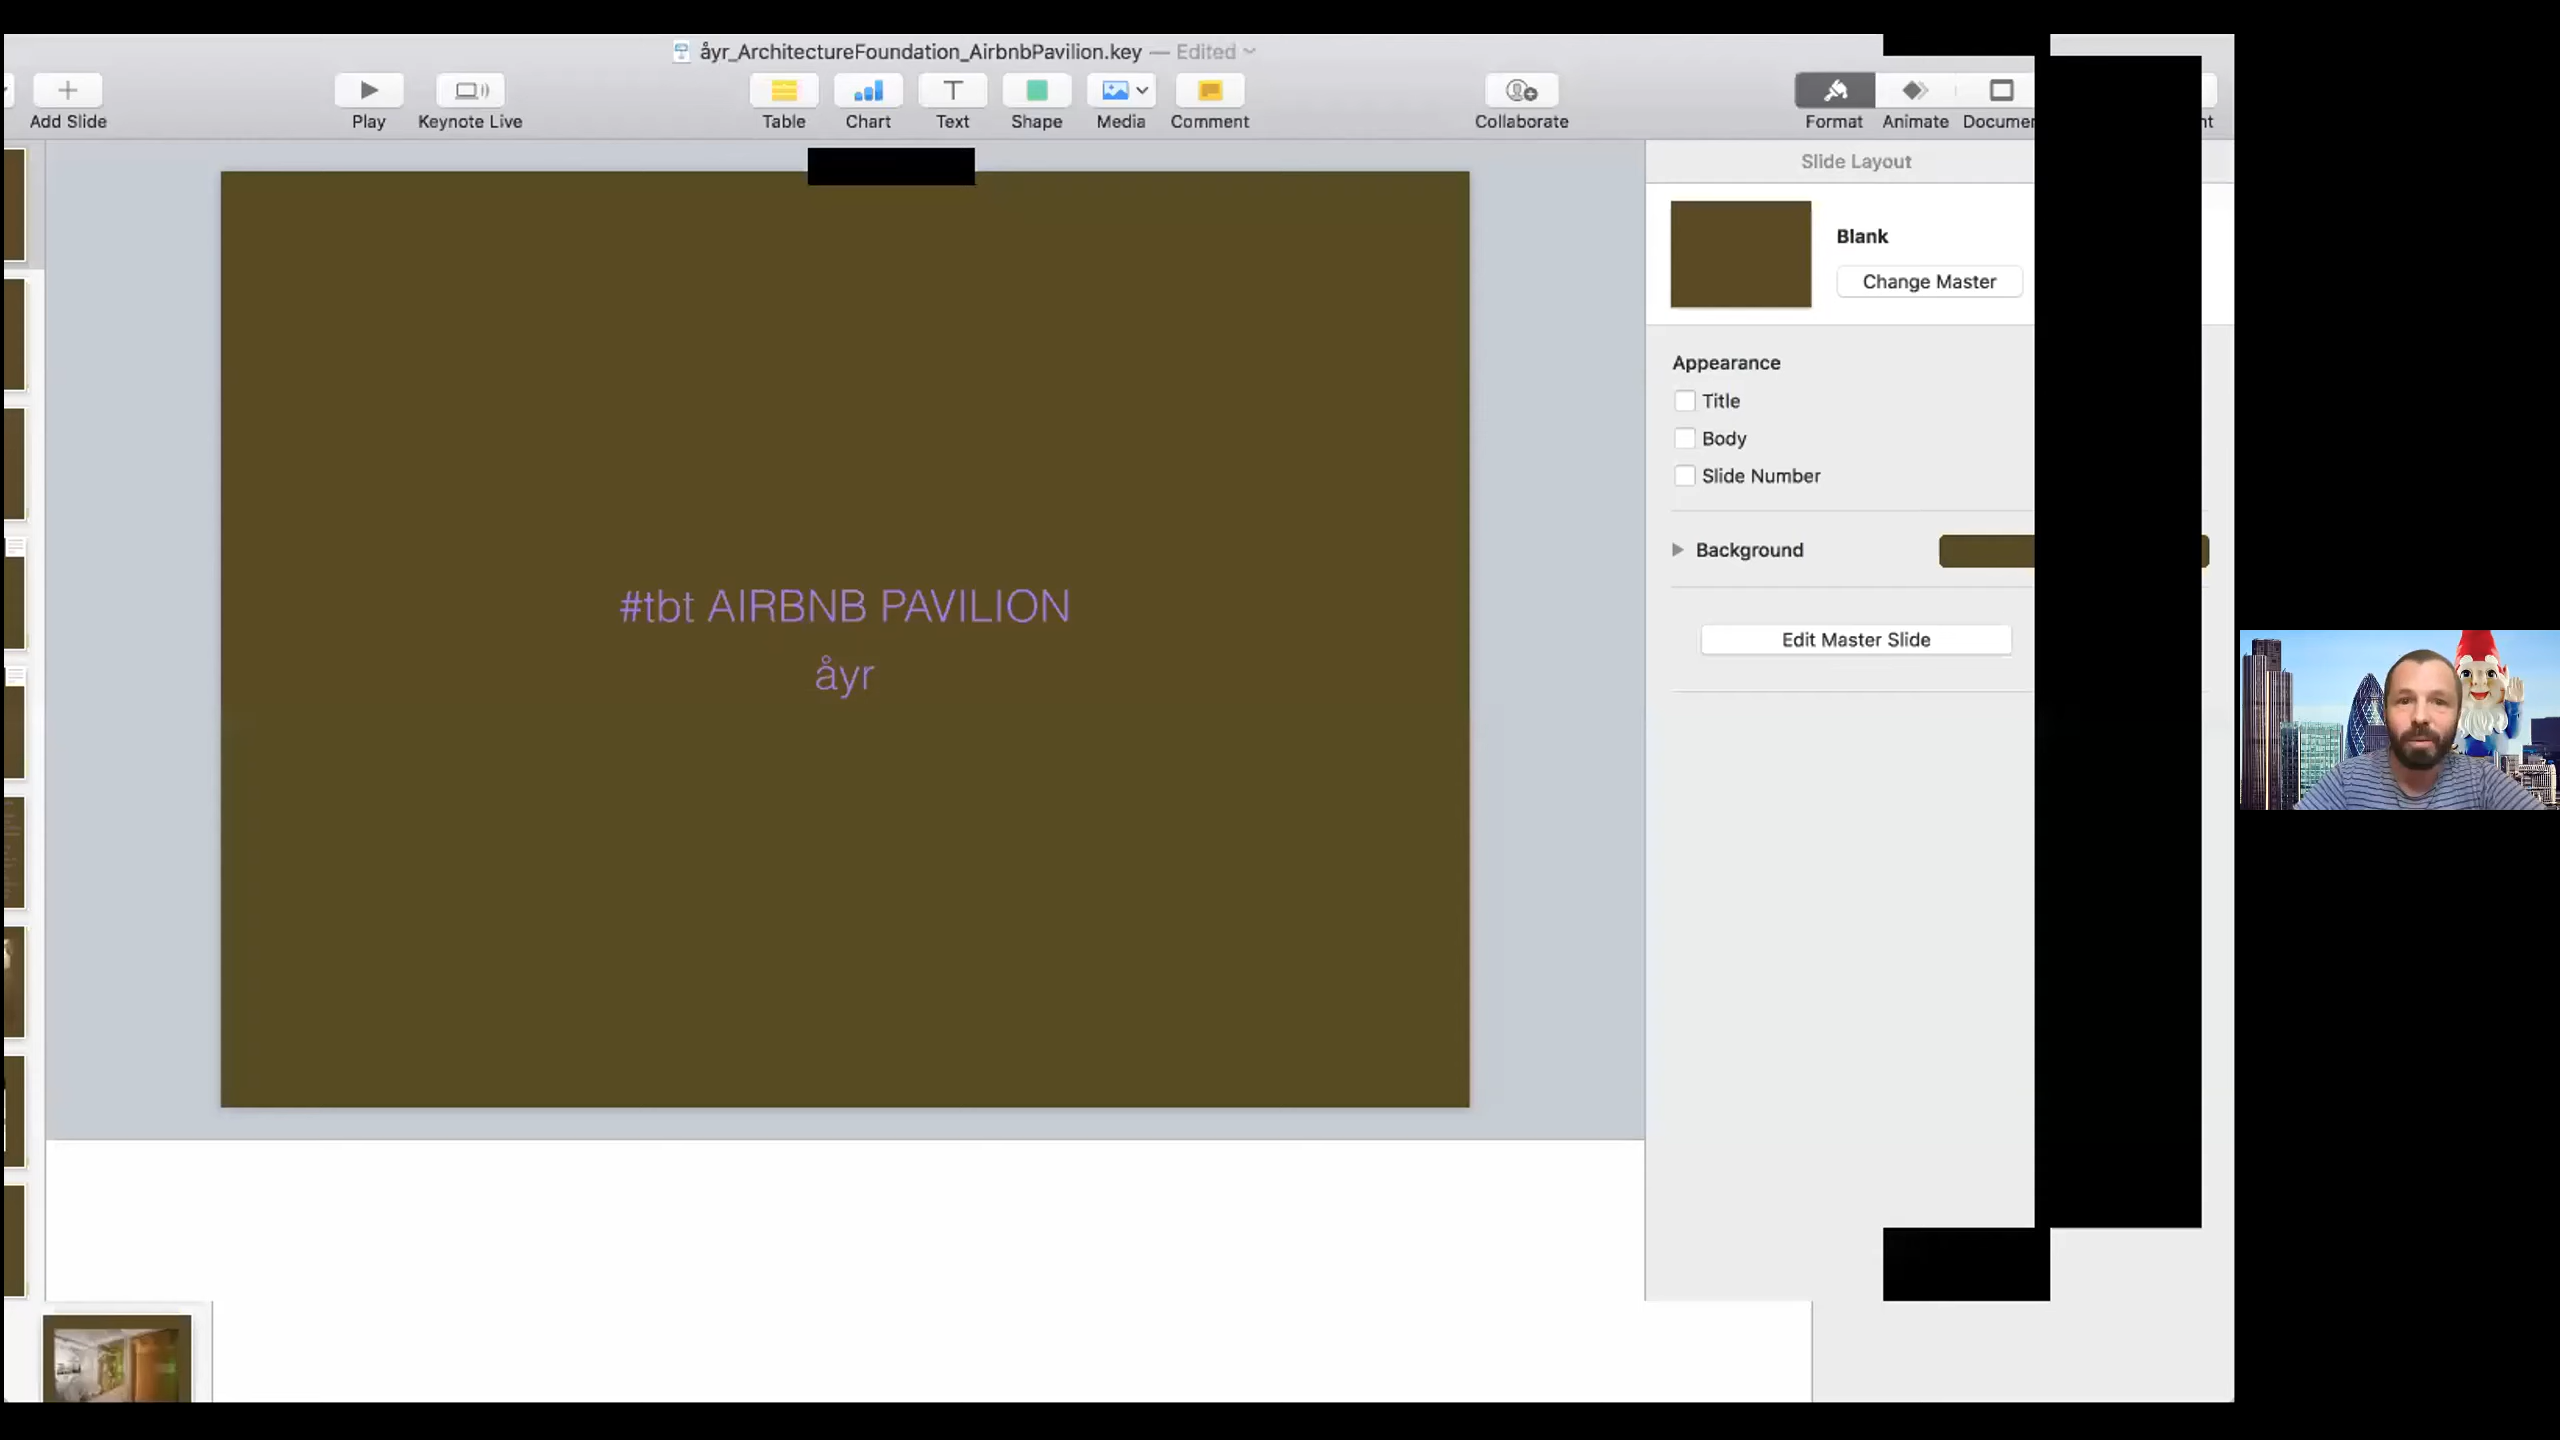 åyr_ArchitectureFoundation_AirbnbPavilion.key — Edited
Add Slide
Play
Keynote Live
Table
Chart
Text
Shape
Media
Comment
Collaborate
Format
Animate
Slide Layout
Blank
Change Master
Appearance
Title
Body
Slide Number
Background
Edit Master Slide
#tbt AIRBNB PAVILION
åyr